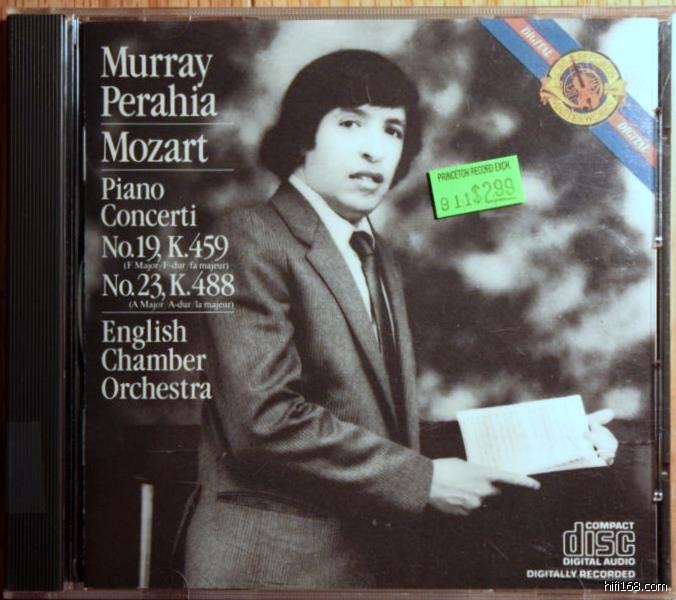 Murray
Perahia
Mozart
Piano
Concerti
No.19, K.459
(F Major/F-dur/fa majeur)
No.23, K.488
(A Major/A-dur/la majeur)
English
Chamber
Orchestra
DIGITAL
DIGITAL
PRINCETON RECORD EXCH.
9 11 $2.99
COMPACT
disc
DIGITAL AUDIO
DIGITALLY RECORDED
hifi168.com